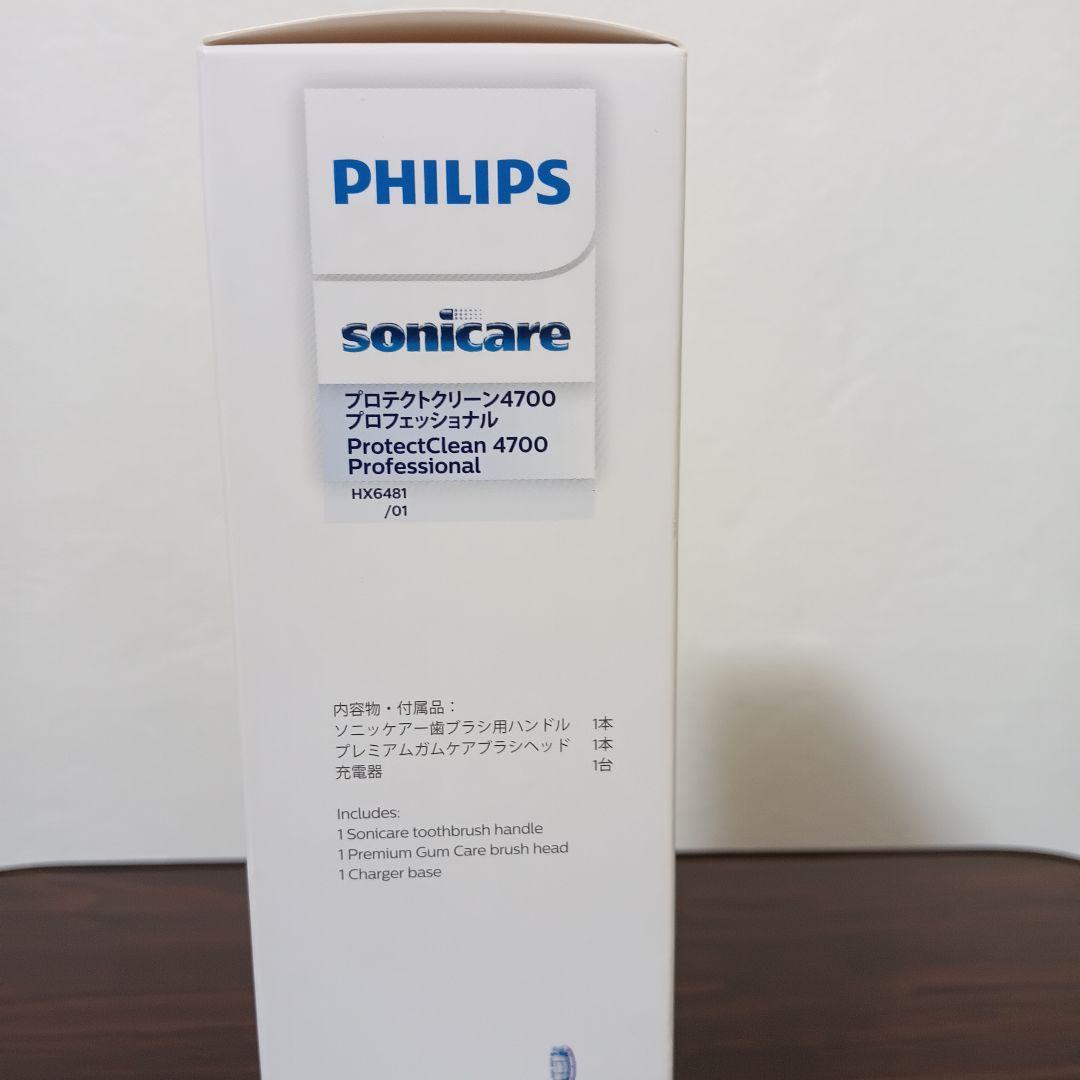 PHILIPS
sonicare
プロテクトクリーン4700
プロフェッショナル
ProtectClean 4700
Professional
HX6481
/01
内容物・付属品：
ソニッケアー歯ブラシ用ハンドル 1本
プレミアムガムケアブラシヘッド 1本
充電器 1台
Includes:
1 Sonicare toothbrush handle
1 Premium Gum Care brush head
1 Charger base